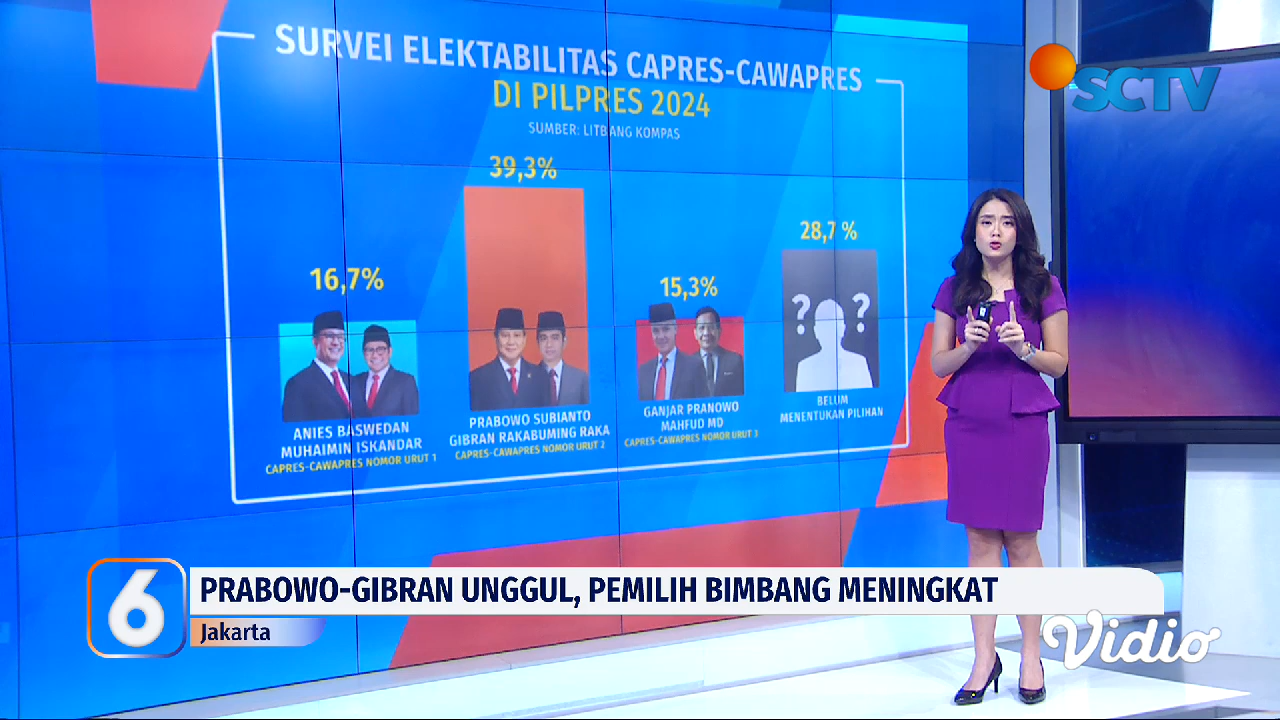 SURVEI ELEKTABILITAS CAPRES-CAWAPRES
DI PILPRES 2024
SUMBER: LITBANG KOMPAS
16,7%
39,3%
15,3%
28,7 %
? ?
ANIES BASWEDAN
MUHAIMIN ISKANDAR
CAPRES-CAWAPRES NOMOR URUT 1
PRABOWO SUBIANTO
GIBRAN RAKABUMING RAKA
CAPRES-CAWAPRES NOMOR URUT 2
GANJAR PRANOWO
MAHFUD MD
CAPRES-CAWAPRES NOMOR URUT 3
BELUM
MENENTUKAN PILIHAN
SCTV
6
PRABOWO-GIBRAN UNGGUL, PEMILIH BIMBANG MENINGKAT
Jakarta
Vidio